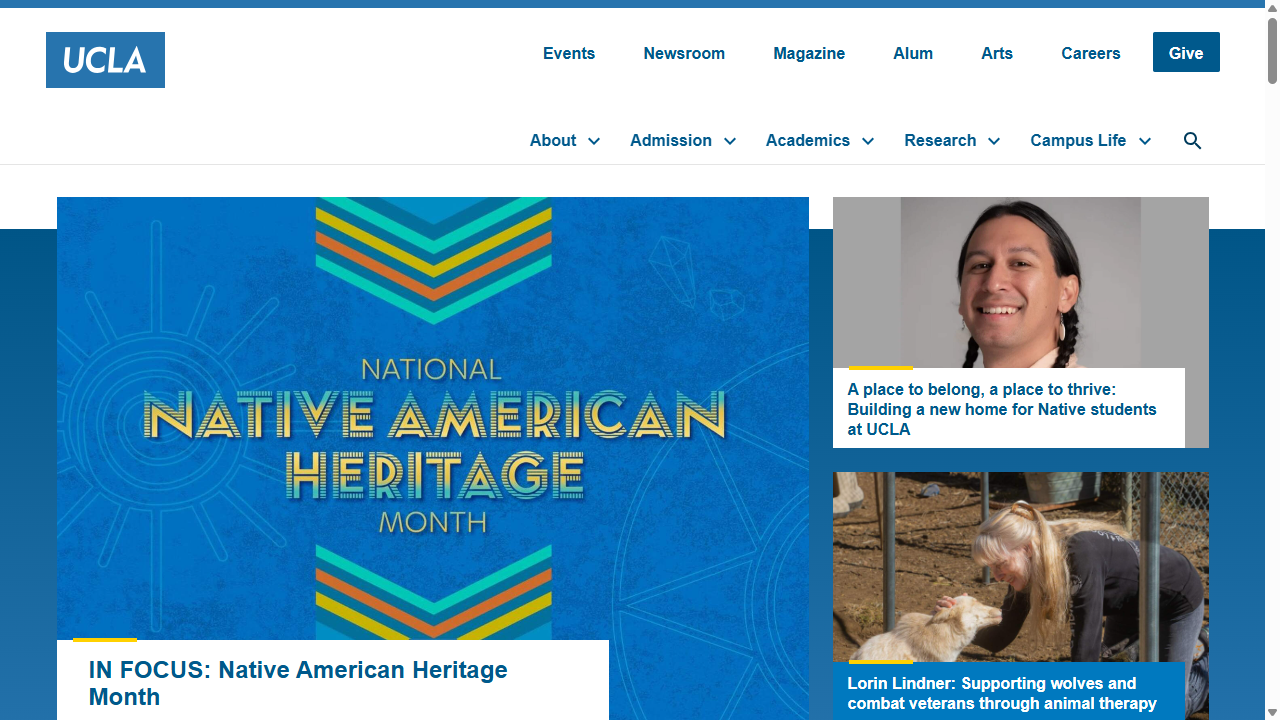 UCLA
Events
Newsroom
Magazine
Alum
Arts
Careers
Give
About
Admission
Academics
Research
Campus Life
NATIONAL
NATIVE AMERICAN
HERITAGE
MONTH
IN FOCUS: Native American Heritage
Month
A place to belong, a place to thrive:
Building a new home for Native students
at UCLA
Lorin Lindner: Supporting wolves and
combat veterans through animal therapy